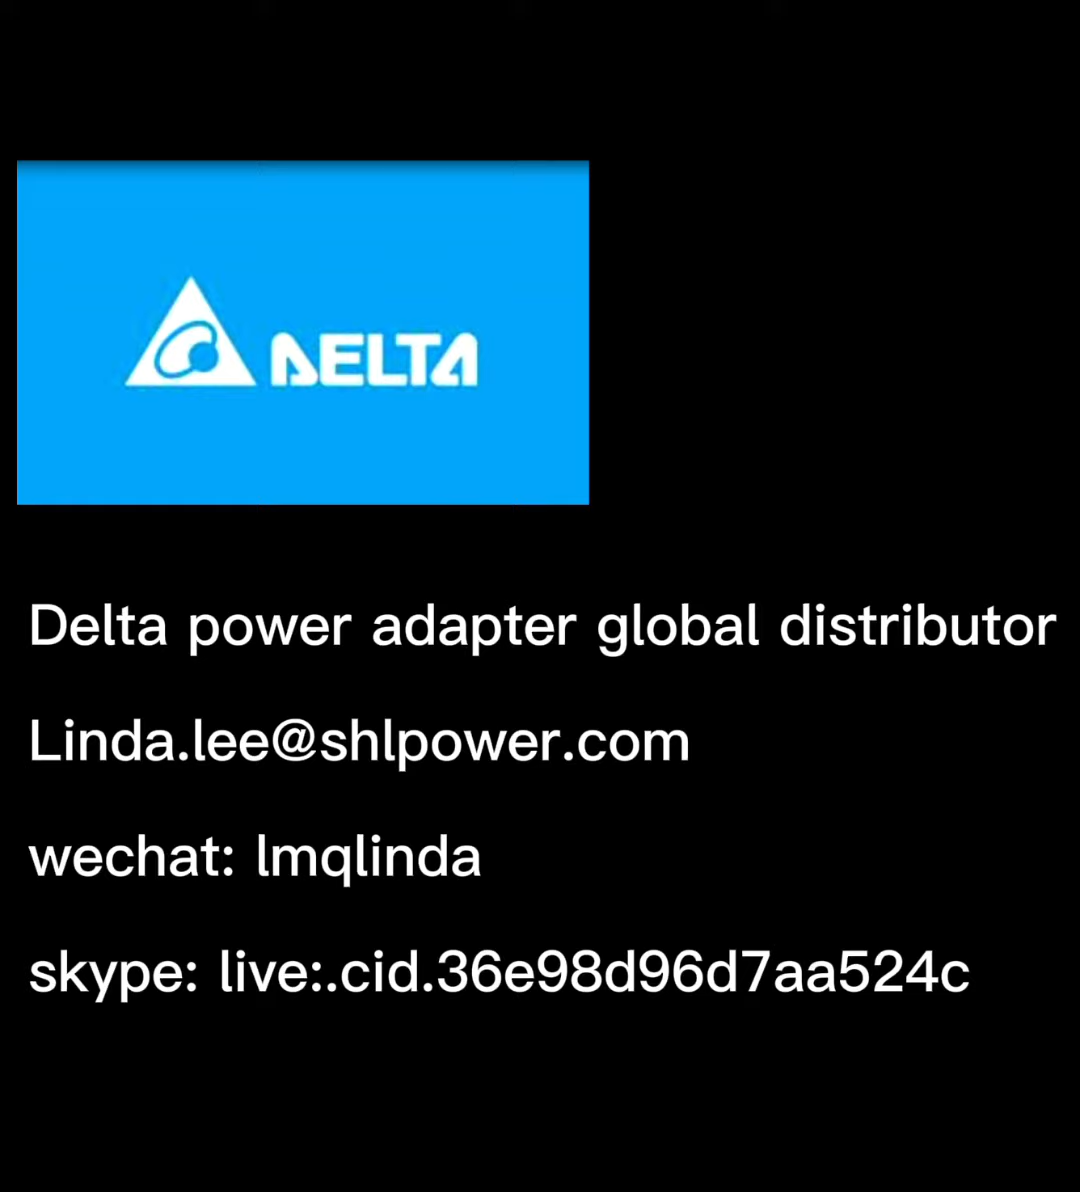 DELTA
Delta power adapter global distributor
Linda.lee@shlpower.com
wechat: lmqlinda
skype: live:.cid.36e98d96d7aa524c